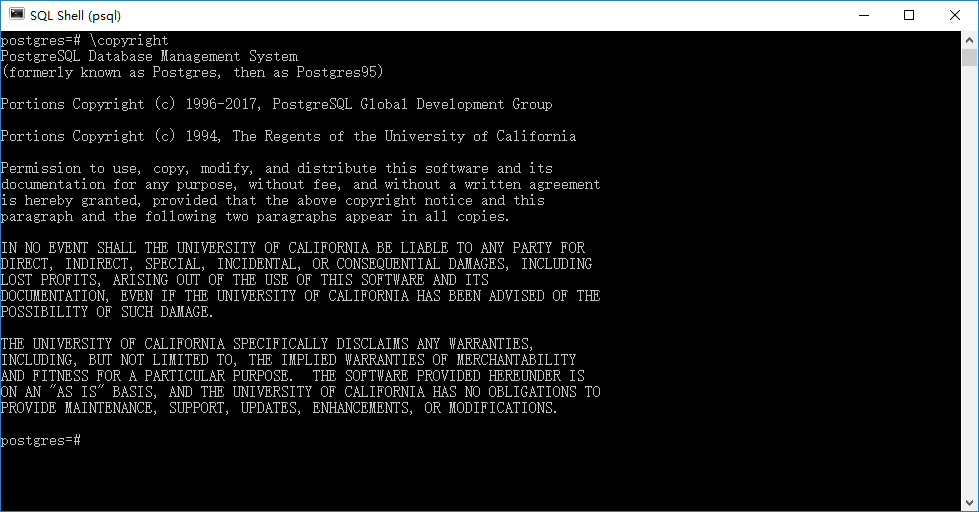 SQL Shell (psql)
postgres=# \copyright
PostgreSQL Database Management System
(formerly known as Postgres, then as Postgres95)
Portions Copyright (c) 1996-2017, PostgreSQL Global Development Group
Portions Copyright (c) 1994, The Regents of the University of California
Permission to use, copy, modify, and distribute this software and its
documentation for any purpose, without fee, and without a written agreement
is hereby granted, provided that the above copyright notice and this
paragraph and the following two paragraphs appear in all copies.
IN NO EVENT SHALL THE UNIVERSITY OF CALIFORNIA BE LIABLE TO ANY PARTY FOR
DIRECT, INDIRECT, SPECIAL, INCIDENTAL, OR CONSEQUENTIAL DAMAGES, INCLUDING
LOST PROFITS, ARISING OUT OF THE USE OF THIS SOFTWARE AND ITS
DOCUMENTATION, EVEN IF THE UNIVERSITY OF CALIFORNIA HAS BEEN ADVISED OF THE
POSSIBILITY OF SUCH DAMAGE.
THE UNIVERSITY OF CALIFORNIA SPECIFICALLY DISCLAIMS ANY WARRANTIES,
INCLUDING, BUT NOT LIMITED TO, THE IMPLIED WARRANTIES OF MERCHANTABILITY
AND FITNESS FOR A PARTICULAR PURPOSE.  THE SOFTWARE PROVIDED HEREUNDER IS
ON AN "AS IS" BASIS, AND THE UNIVERSITY OF CALIFORNIA HAS NO OBLIGATIONS TO
PROVIDE MAINTENANCE, SUPPORT, UPDATES, ENHANCEMENTS, OR MODIFICATIONS.
postgres=#